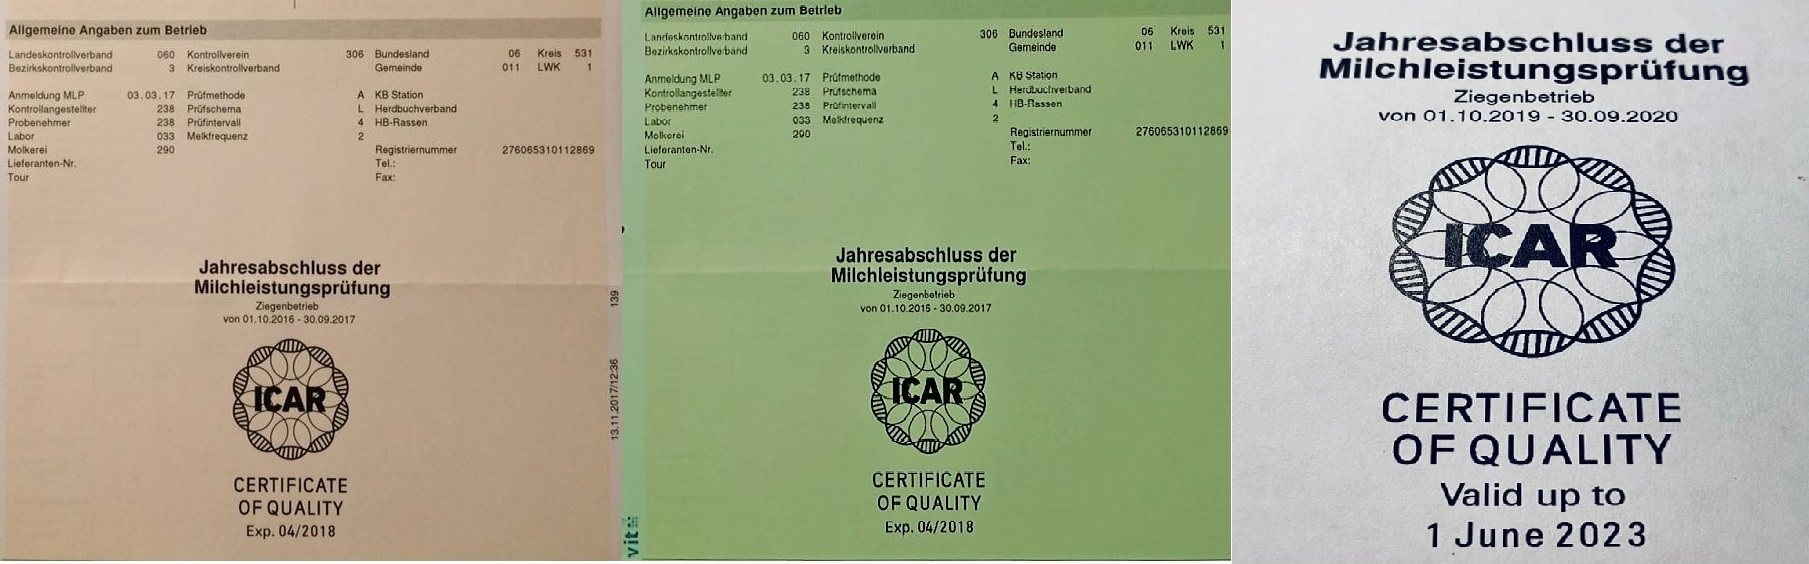 Allgemeine Angaben zum Betrieb
Landeskontrollverband 060 Kontrollverein 306 Bundesland 06 Kreis 531
Bezirkskontrollverband 3 Kreiskontrollverband Gemeinde 011 LWK 1
Anmeldung MLP 03.03.17 Prüfmethode A KB Station
Kontrollangestellter 238 Prüfschema L Herdbuchverband
Probenehmer 238 Prüfintervall 4 HB-Rassen
Labor 033 Melkfrequenz 2
Molkerei 290 Registriernummer 276065310112869
Lieferanten-Nr. Tel.:
Tour Fax:
Jahresabschluss der
Milchleistungsprüfung
Ziegenbetrieb
von 01.10.2016 - 30.09.2017
ICAR
CERTIFICATE
OF QUALITY
Exp. 04/2018
139
13.11.2017/12:36
Allgemeine Angaben zum Betrieb
Landeskontrollverband 060 Kontrollverein 306 Bundesland 06 Kreis 531
Bezirkskontrollverband 3 Kreiskontrollverband Gemeinde 011 LWK 1
Anmeldung MLP 03.03.17 Prüfmethode A KB Station
Kontrollangestellter 238 Prüfschema L Herdbuchverband
Probenehmer 238 Prüfintervall 4 HB-Rassen
Labor 033 Melkfrequenz 2
Molkerei 290 Registriernummer 276065310112869
Lieferanten-Nr. Tel.:
Tour Fax:
Jahresabschluss der
Milchleistungsprüfung
Ziegenbetrieb
von 01.10.2016 - 30.09.2017
ICAR
CERTIFICATE
OF QUALITY
Exp. 04/2018
vit
Jahresabschluss der
Milchleistungsprüfung
Ziegenbetrieb
von 01.10.2019 - 30.09.2020
ICAR
CERTIFICATE
OF QUALITY
Valid up to
1 June 2023